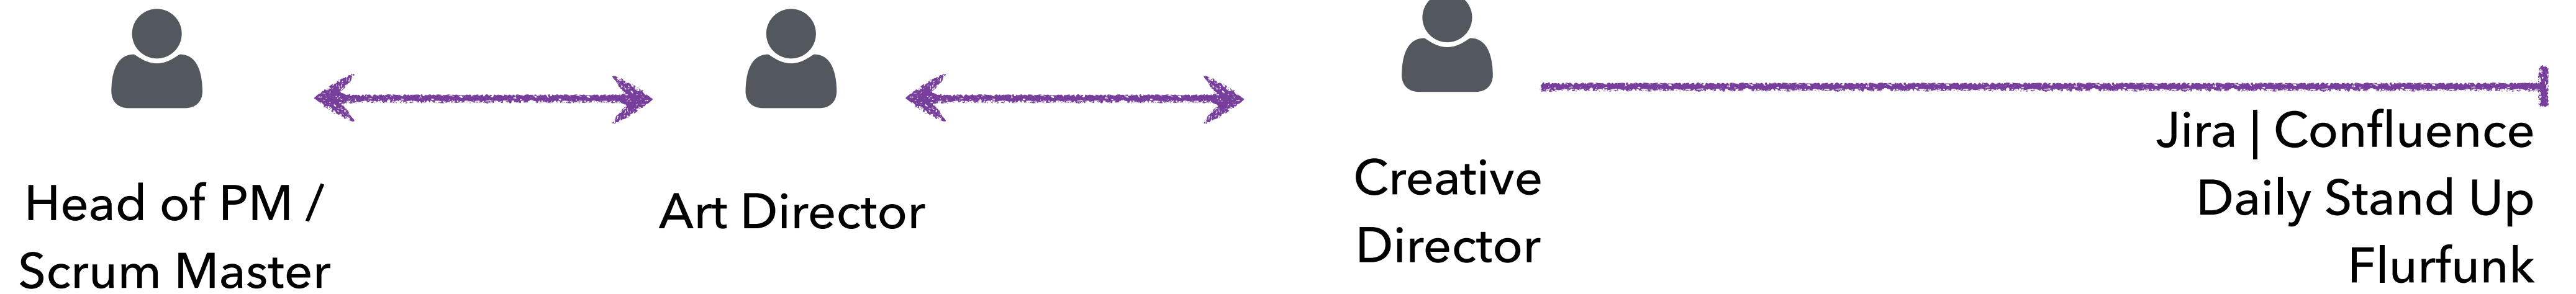 Head of PM /
Scrum Master
Art Director
Creative
Director
Jira | Confluence
Daily Stand Up
Flurfunk